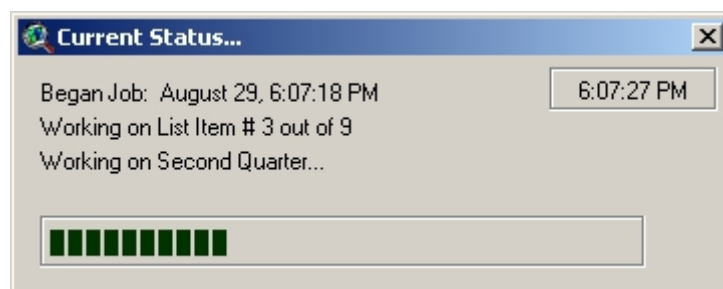 Current Status...
Began Job: August 29, 6:07:18 PM
6:07:27 PM
Working on List Item # 3 out of 9
Working on Second Quarter...